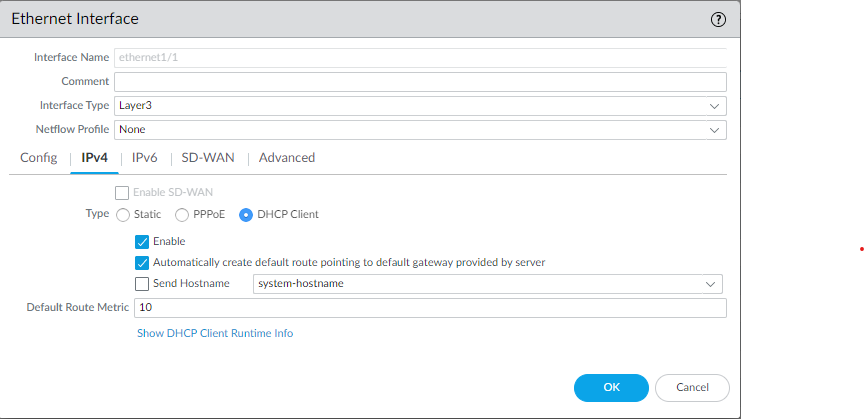 Ethernet Interface
Interface Name ethernet1/1
Comment
Interface Type Layer3
Netflow Profile None
Config IPv4 IPv6 SD-WAN Advanced
Enable SD-WAN
Type Static PPPoE DHCP Client
Enable
Automatically create default route pointing to default gateway provided by server
Send Hostname system-hostname
Default Route Metric 10
Show DHCP Client Runtime Info
OK Cancel